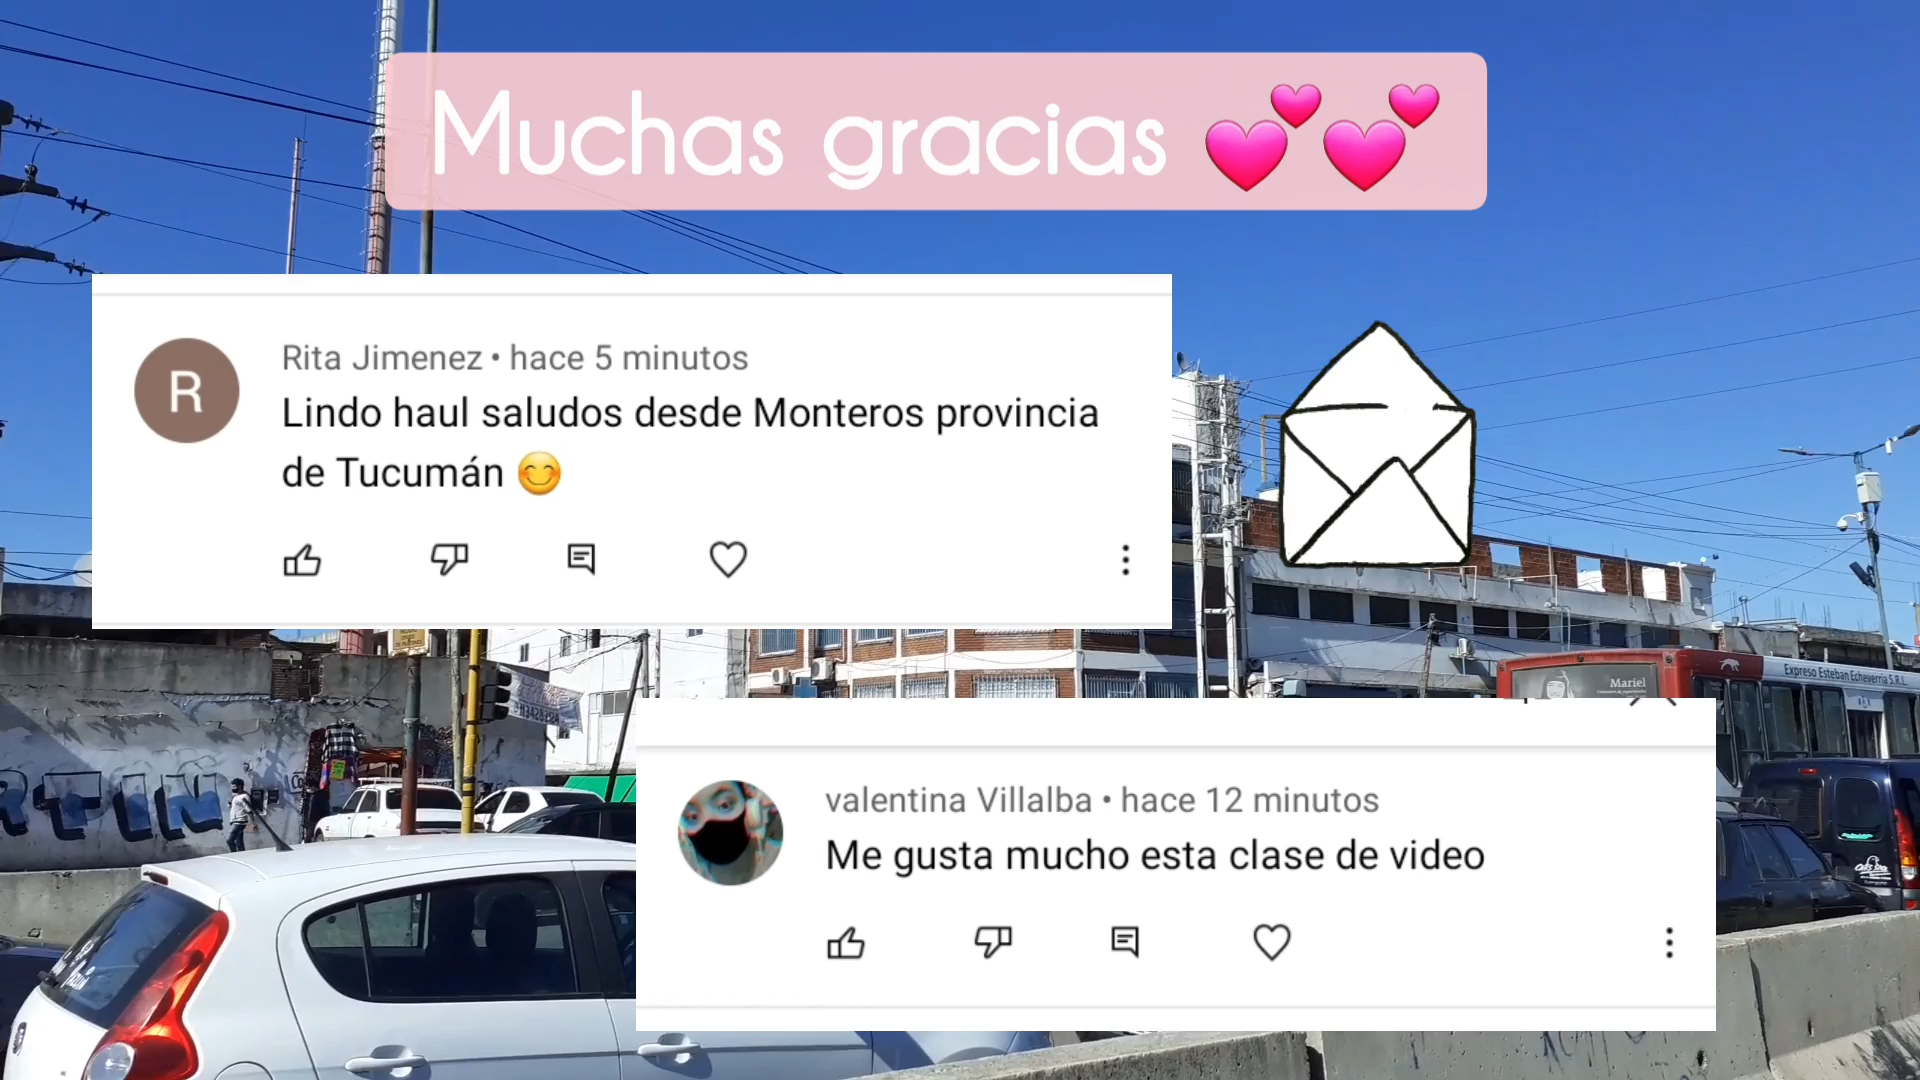 Muchas gracias 💕💕
Rita Jimenez • hace 5 minutos
R
Lindo haul saludos desde Monteros provincia
de Tucumán 😊
Mariel
Expreso Esteban Echeverría S.R.L.
valentina Villalba • hace 12 minutos
Me gusta mucho esta clase de video